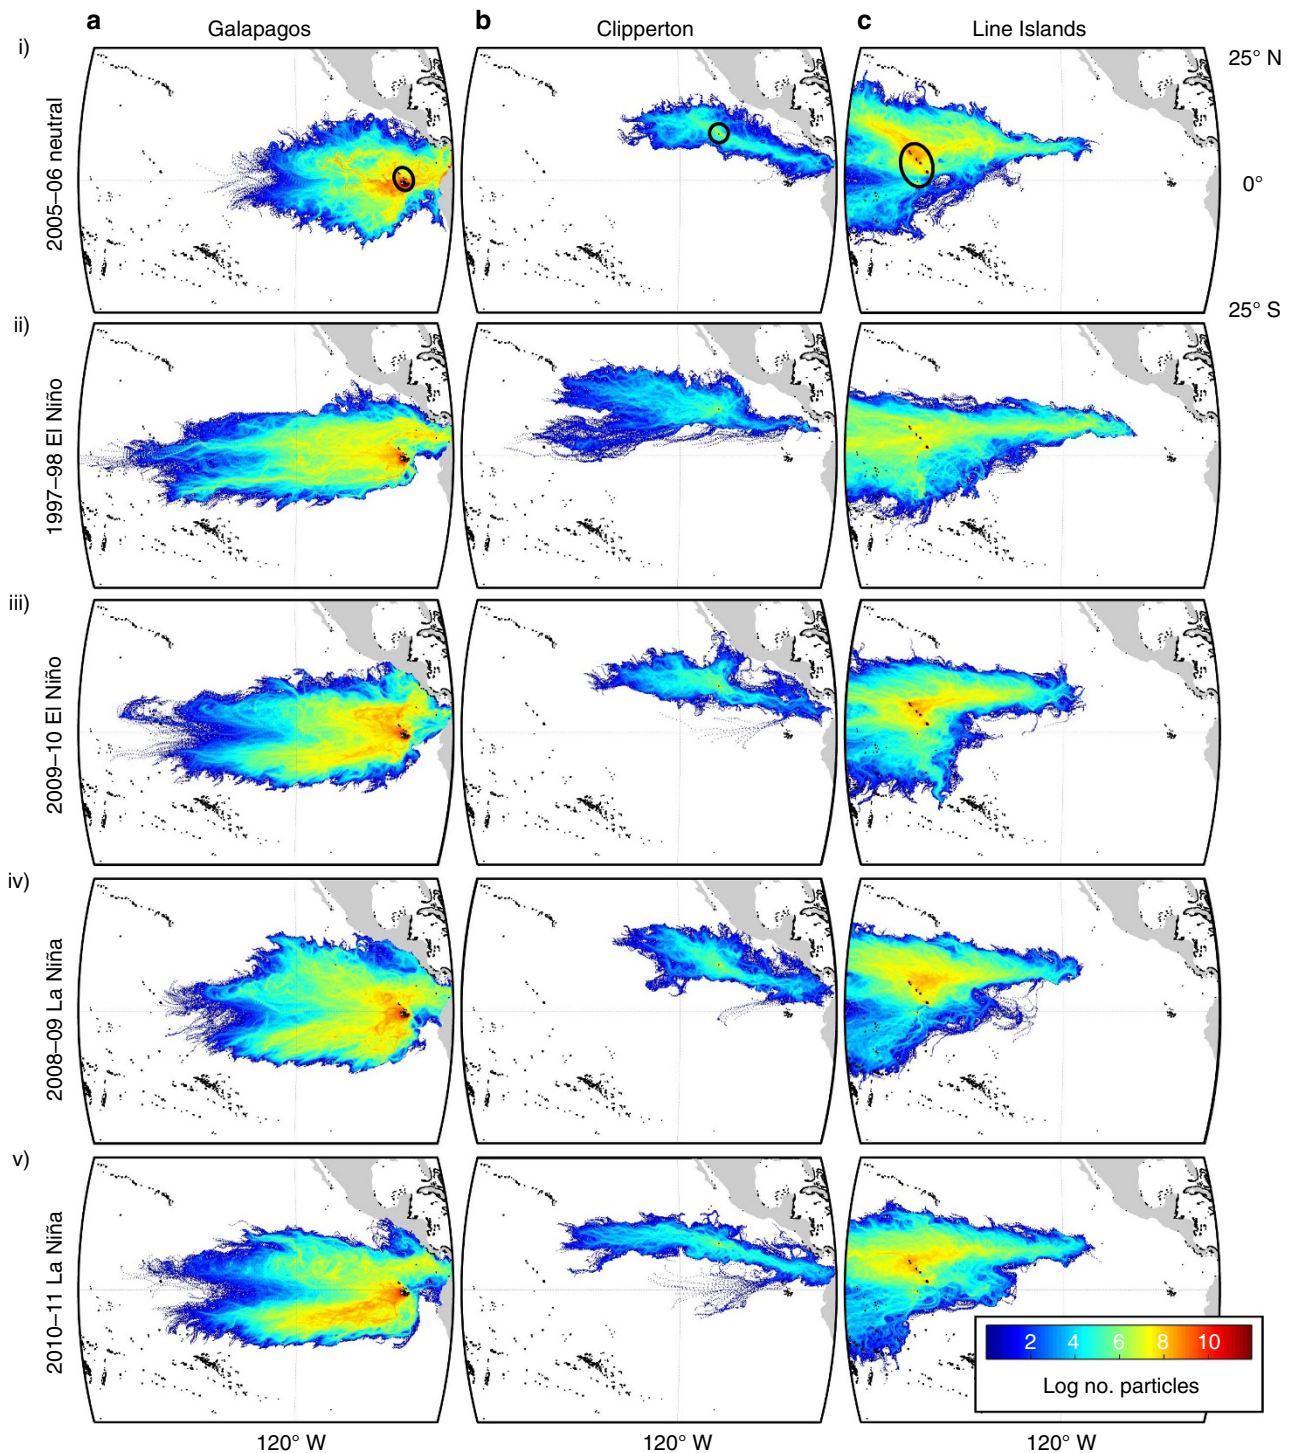 a
b
c
Galapagos
Clipperton
Line Islands
i)
25° N
2005–06 neutral
0°
25° S
ii)
1997–98 El Niño
iii)
2009–10 El Niño
iv)
2008–09 La Niña
v)
2010–11 La Niña
2 4 6 8 10
Log no. particles
120° W
120° W
120° W